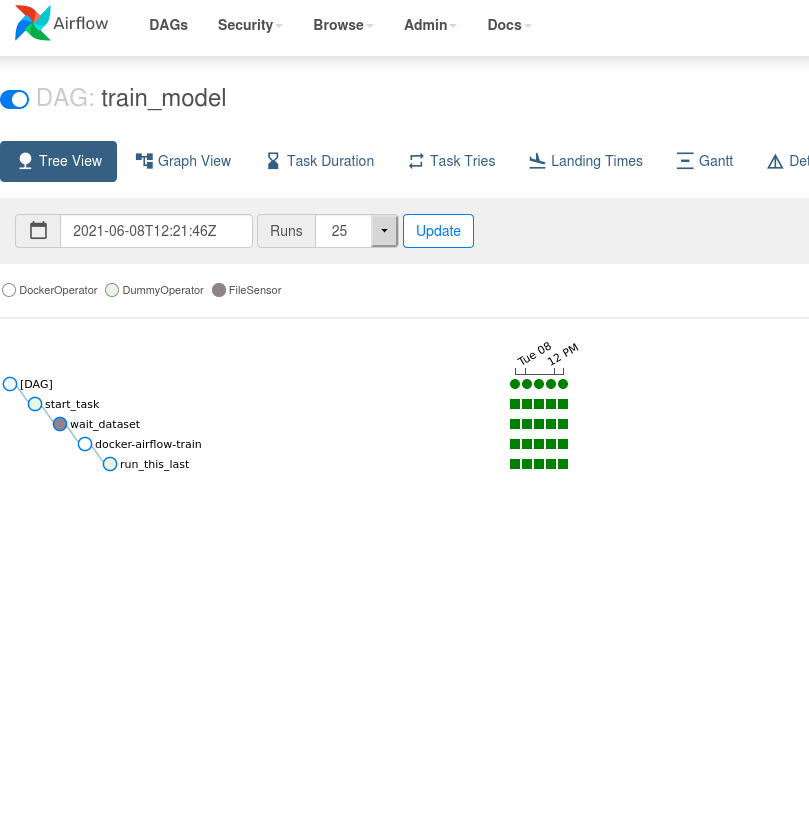 Airflow DAGs Security Browse Admin Docs
DAG: train_model
Tree View Graph View Task Duration Task Tries Landing Times Gantt Det
2021-06-08T12:21:46Z Runs 25 Update
DockerOperator DummyOperator FileSensor
Tue 08 12 PM
[DAG]
start_task
wait_dataset
docker-airflow-train
run_this_last